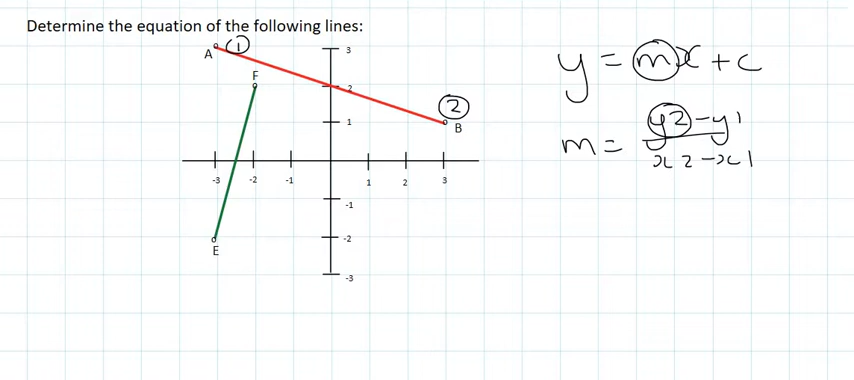 Determine the equation of the following lines:
A
1
3
y = mx + c
F
2
2
B
1
m = y2 - y1
x2 - x1
-3
-2
-1
1
2
3
-1
-2
E
-3